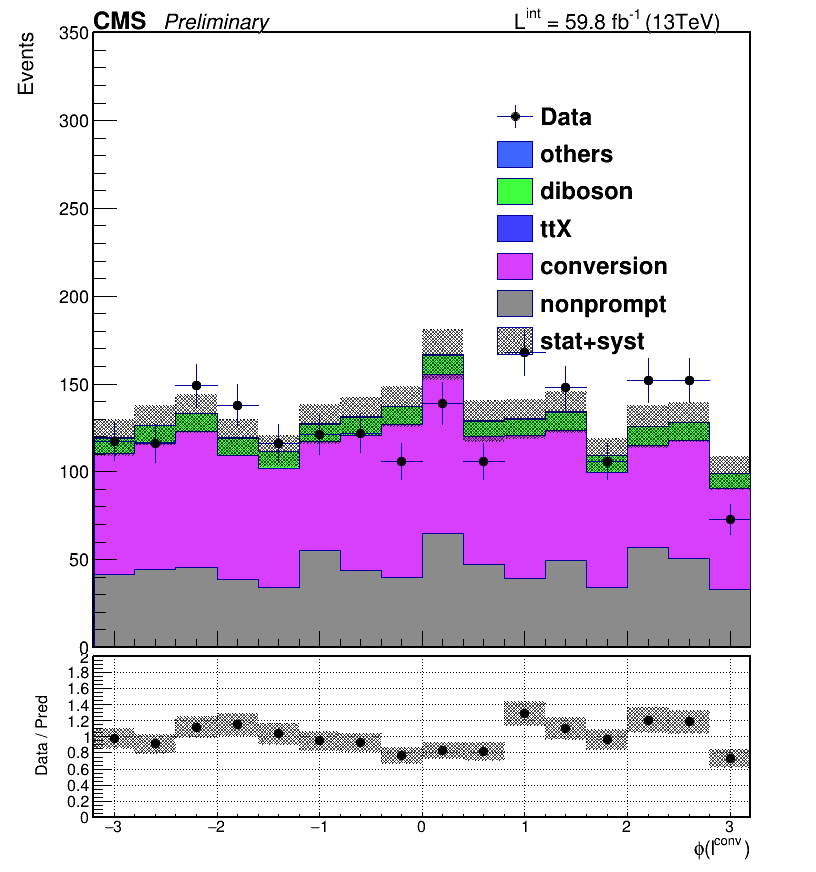 CMS Preliminary L^int = 59.8 fb^-1 (13TeV)
Events
350
300
250
200
150
100
50
0
Data
others
diboson
ttX
conversion
nonprompt
stat+syst
Data / Pred
2
1.8
1.6
1.4
1.2
1
0.8
0.6
0.4
0.2
0
−3 −2 −1 0 1 2 3
ϕ(l^conv)